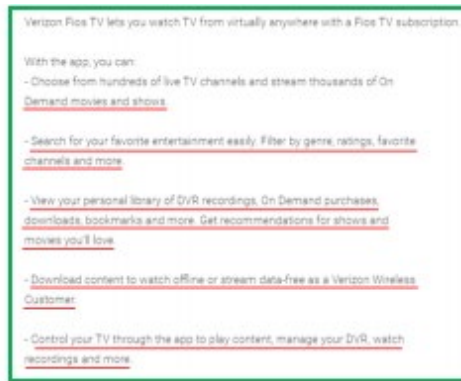 Verizon Fios TV lets you watch TV from virtually anywhere with a Fios TV subscription.
With the app, you can:
- Choose from hundreds of live TV channels and stream thousands of On
Demand movies and shows.
- Search for your favorite entertainment easily. Filter by genre, ratings, favorite
channels and more.
- View your personal library of DVR recordings, On Demand purchases,
downloads, bookmarks and more. Get recommendations for shows and
movies you'll love.
- Download content to watch offline or stream data-free as a Verizon Wireless
Customer.
- Control your TV through the app to play content, manage your DVR, watch
recordings and more.